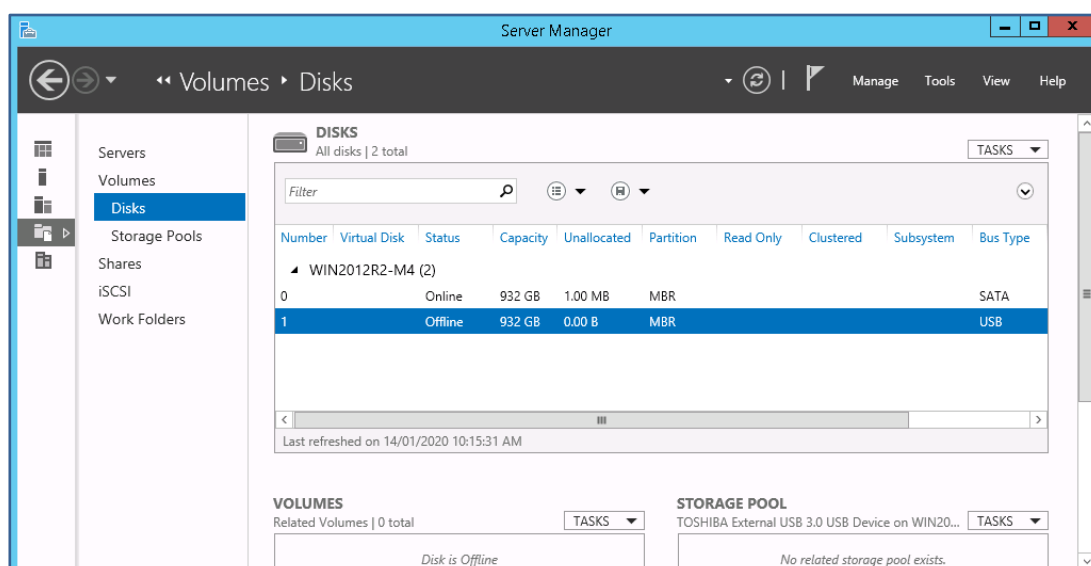 Server Manager
Volumes Disks
Manage Tools View Help
Servers
Volumes
Disks
Storage Pools
Shares
iSCSI
Work Folders
DISKS
All disks | 2 total
TASKS
Filter
Number Virtual Disk Status Capacity Unallocated Partition Read Only Clustered Subsystem Bus Type
WIN2012R2-M4 (2)
0 Online 932 GB 1.00 MB MBR SATA
1 Offline 932 GB 0.00 B MBR USB
Last refreshed on 14/01/2020 10:15:31 AM
VOLUMES
Related Volumes | 0 total
TASKS
Disk is Offline
STORAGE POOL
TOSHIBA External USB 3.0 USB Device on WIN20...
TASKS
No related storage pool exists.